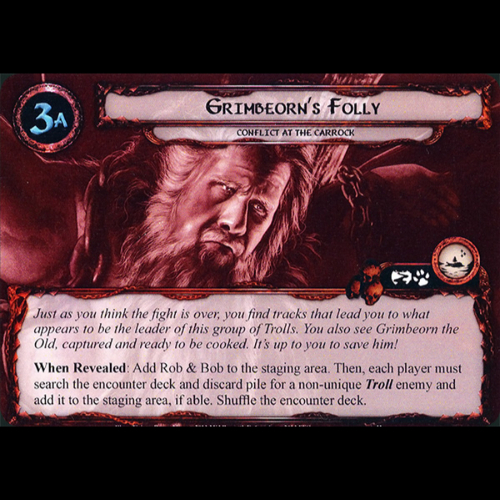 3A
GRIMBEORN'S FOLLY
CONFLICT AT THE CARROCK
Just as you think the fight is over, you find tracks that lead you to what
appears to be the leader of this group of Trolls. You also see Grimbeorn the
Old, captured and ready to be cooked. It's up to you to save him!
When Revealed: Add Rob & Bob to the staging area. Then, each player must
search the encounter deck and discard pile for a non-unique Troll enemy and
add it to the staging area, if able. Shuffle the encounter deck.